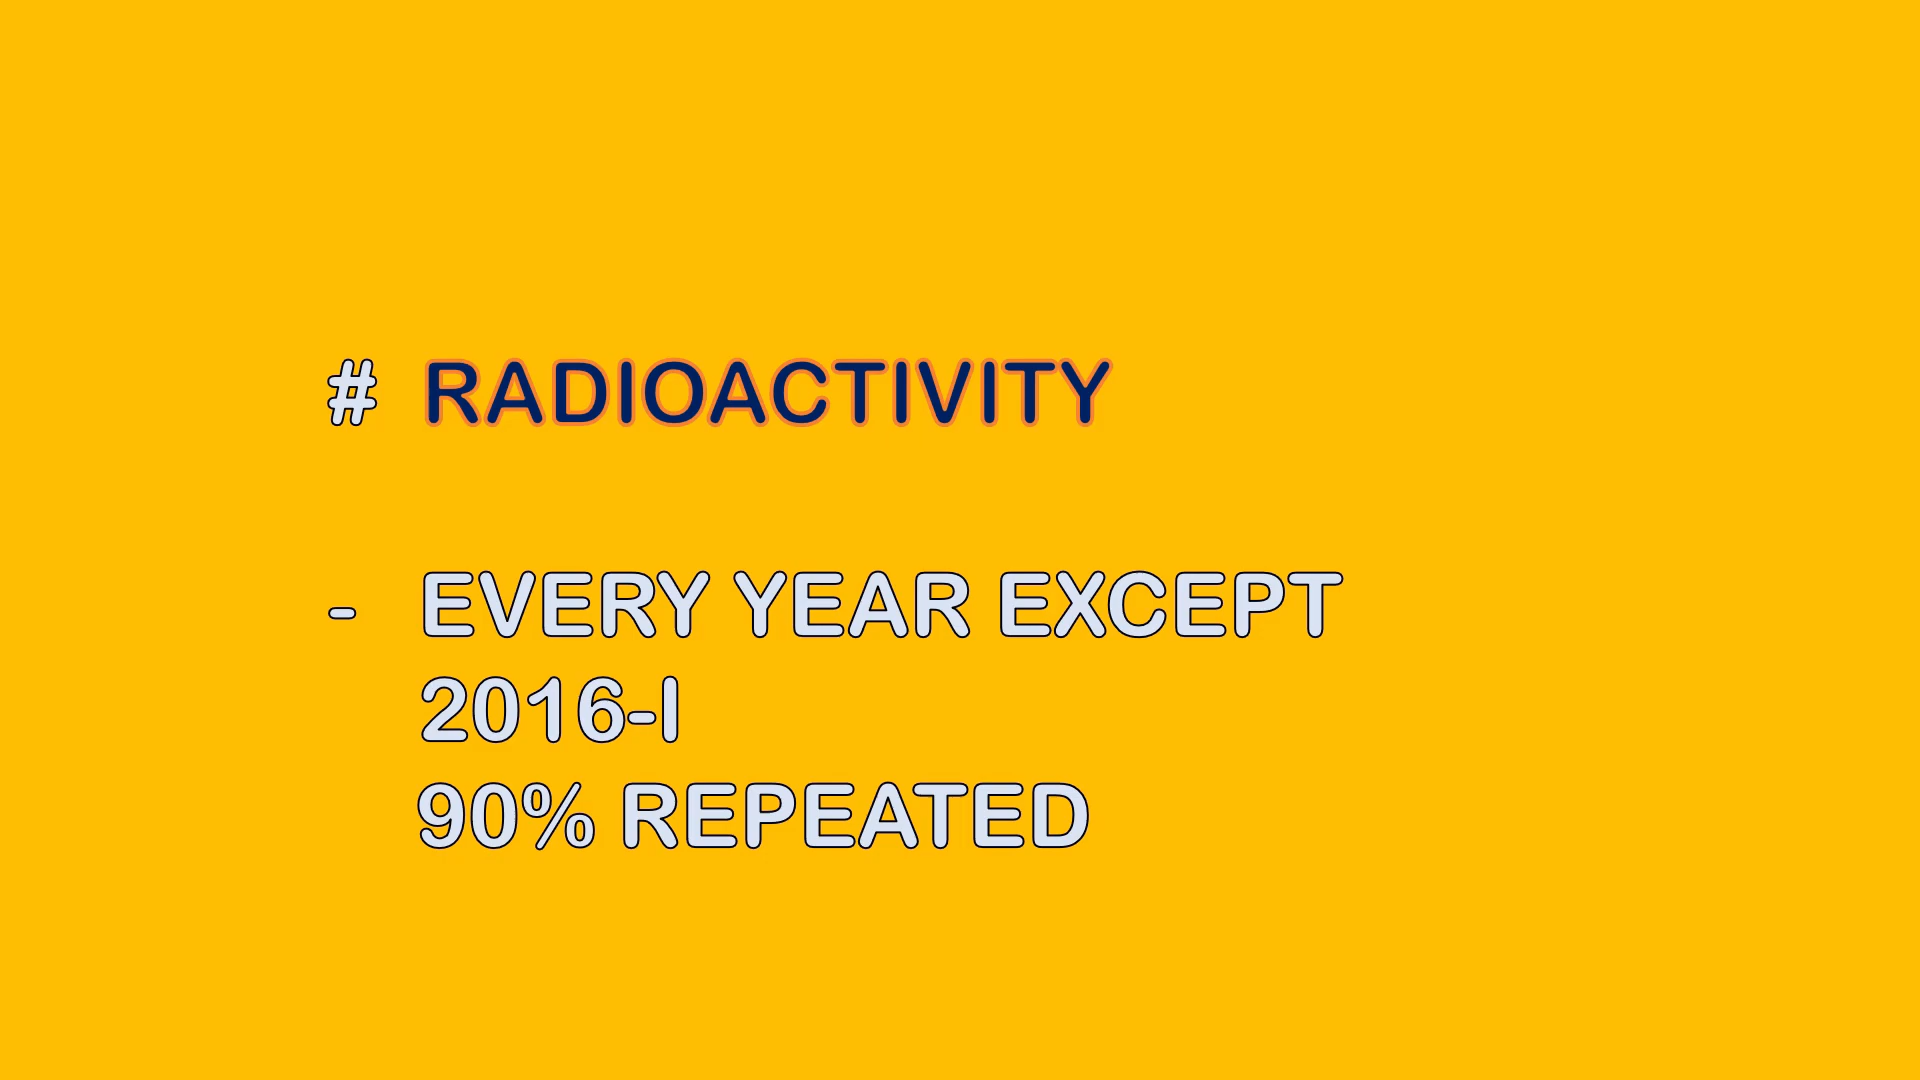 # RADIOACTIVITY
- EVERY YEAR EXCEPT
2016-I
90% REPEATED